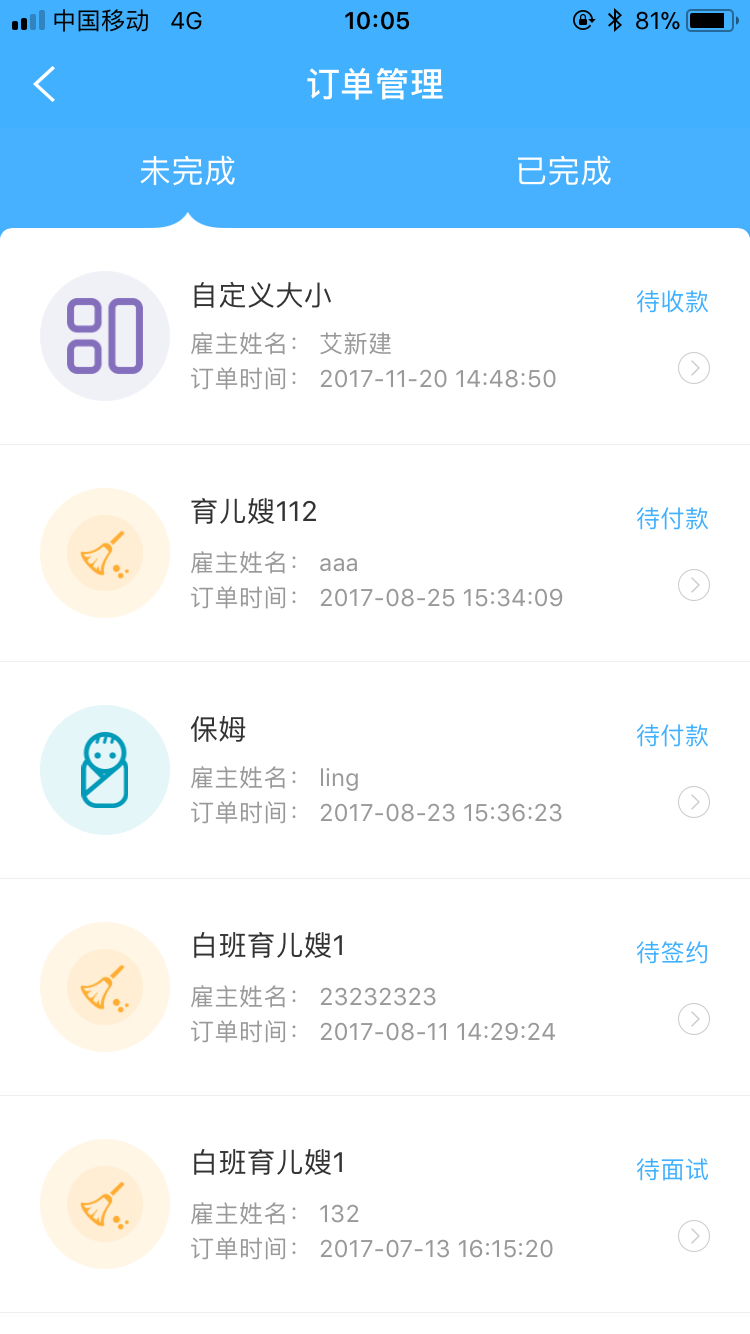 中国移动 4G 10:05 81%
订单管理
未完成 已完成
自定义大小
待收款
雇主姓名： 艾新建
订单时间： 2017-11-20 14:48:50
育儿嫂112
待付款
雇主姓名： aaa
订单时间： 2017-08-25 15:34:09
保姆
待付款
雇主姓名： ling
订单时间： 2017-08-23 15:36:23
白班育儿嫂1
待签约
雇主姓名： 23232323
订单时间： 2017-08-11 14:29:24
白班育儿嫂1
待面试
雇主姓名： 132
订单时间： 2017-07-13 16:15:20